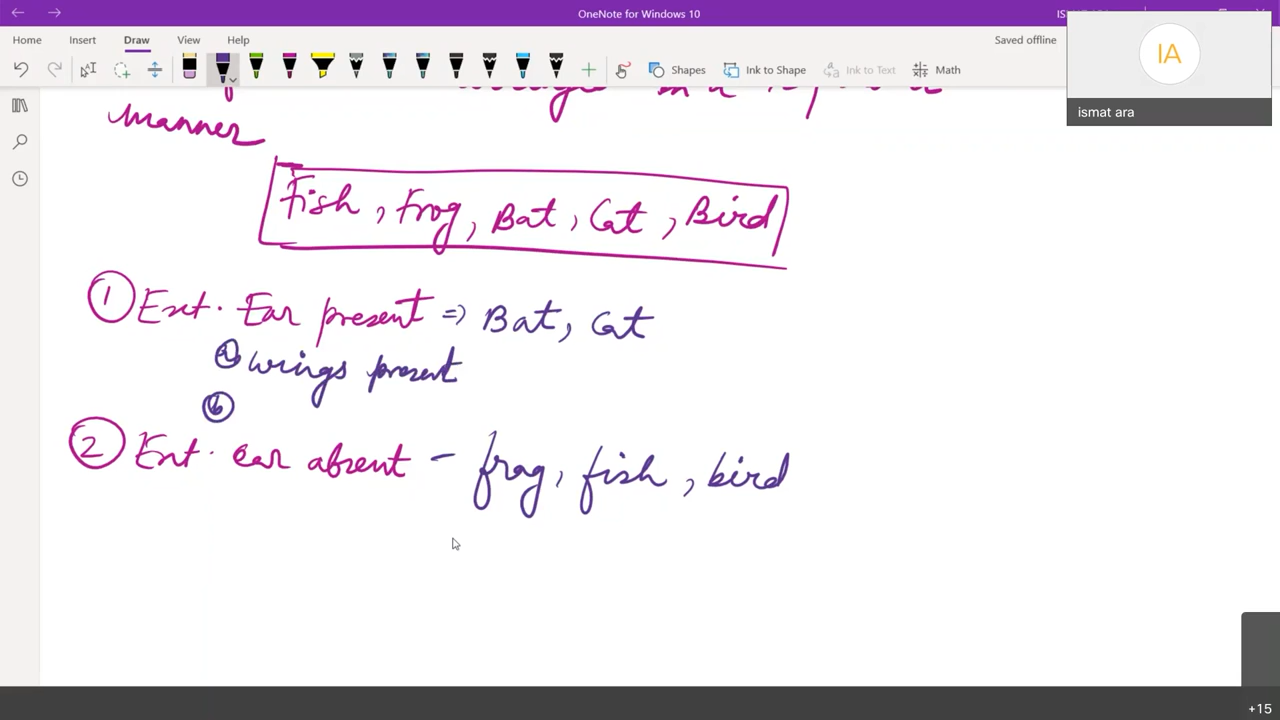 OneNote for Windows 10
Home Insert Draw View Help Saved offline
Shapes Ink to Shape Ink to Text Math
IA
ismat ara
in a
manner
Fish, Frog, Bat, Cat, Bird
① Ext. Ear present => Bat, Cat
ⓐ wings present
ⓑ
② Ext. ear absent - frog, fish, bird
+15